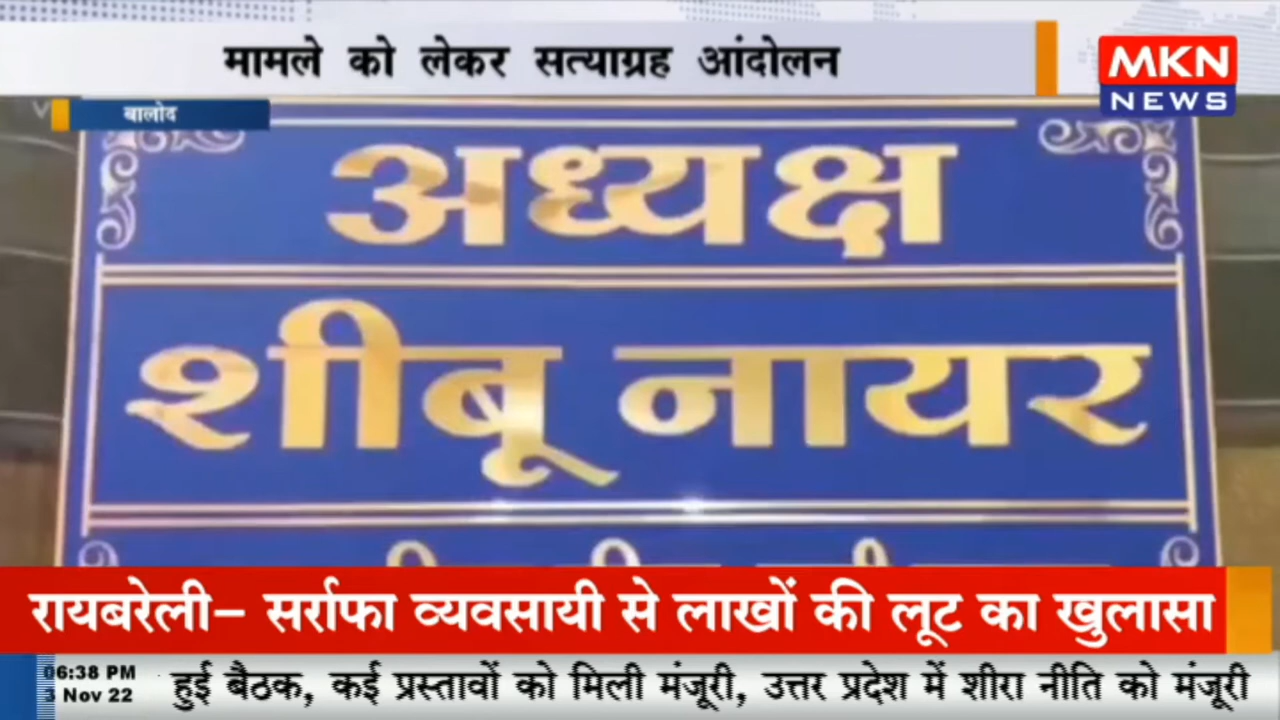 मामले को लेकर सत्याग्रह आंदोलन
MKN
NEWS
बालोद
अध्यक्ष
शीबू नायर
रायबरेली– सर्राफा व्यवसायी से लाखों की लूट का खुलासा
06:38 PM
Nov 22
हुई बैठक, कई प्रस्तावों को मिली मंजूरी, उत्तर प्रदेश में शीरा नीति को मंजूरी